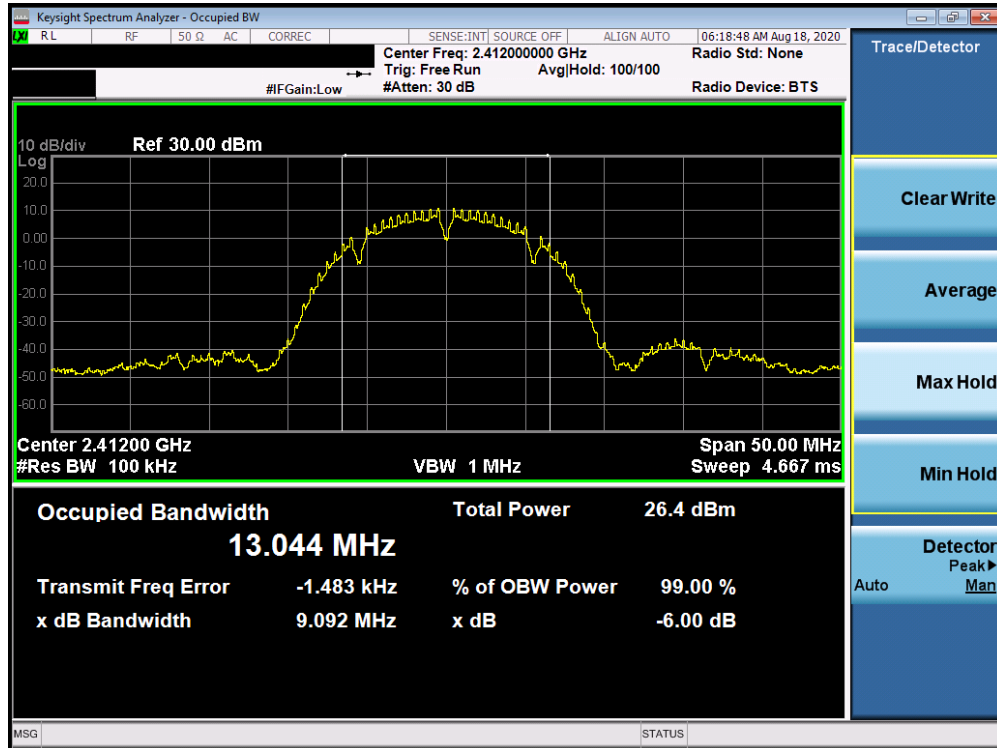 Keysight Spectrum Analyzer - Occupied BW
LXI RL RF 50 Ω AC CORREC SENSE:INT SOURCE OFF ALIGN AUTO 06:18:48 AM Aug 18, 2020
Center Freq: 2.412000000 GHz Radio Std: None
Trig: Free Run Avg|Hold: 100/100
#IFGain:Low #Atten: 30 dB Radio Device: BTS
Trace/Detector
10 dB/div Ref 30.00 dBm
Log
20.0
10.0
0.00
-10.0
-20.0
-30.0
-40.0
-50.0
-60.0
Center 2.41200 GHz Span 50.00 MHz
#Res BW 100 kHz VBW 1 MHz Sweep 4.667 ms
Occupied Bandwidth Total Power 26.4 dBm
13.044 MHz
Transmit Freq Error -1.483 kHz % of OBW Power 99.00 %
x dB Bandwidth 9.092 MHz x dB -6.00 dB
Clear Write
Average
Max Hold
Min Hold
Detector
Peak▶
Auto Man
MSG STATUS